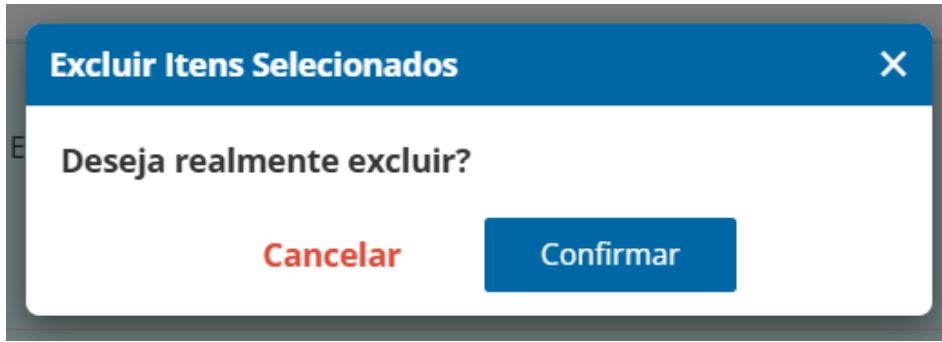 Excluir Itens Selecionados
E
Deseja realmente excluir?
Cancelar
Confirmar